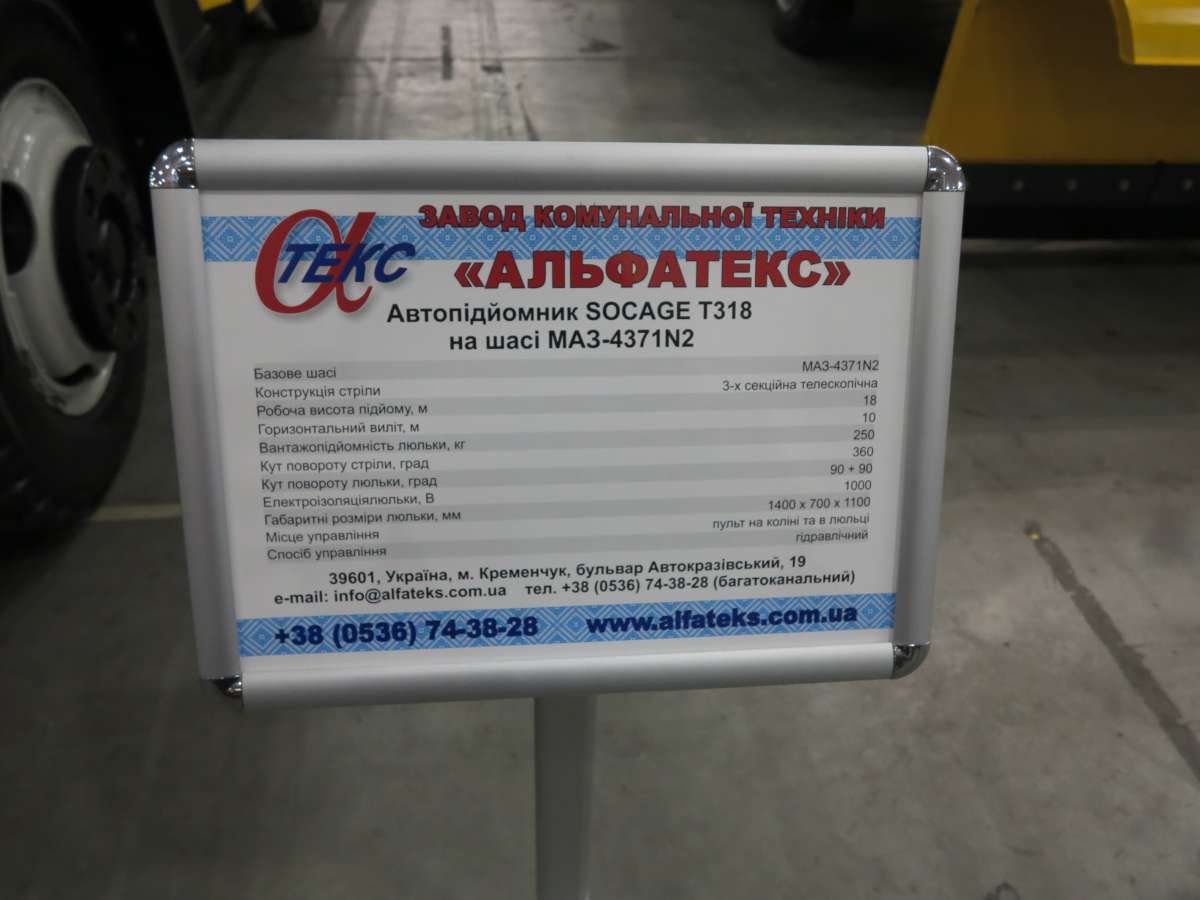 ЗАВОД КОМУНАЛЬНОЇ ТЕХНІКИ
αТЕКС
«АЛЬФАТЕКС»
Автопідйомник SOCAGE T318
на шасі МАЗ-4371N2
Базове шасі МАЗ-4371N2
Конструкція стріли 3-х секційна телескопічна
Робоча висота підйому, м 18
Горизонтальний виліт, м 10
Вантажопідйомність люльки, кг 250
Кут повороту стріли, град 360
Кут повороту люльки, град 90 + 90
Електроізоляціялюльки, В 1000
Габаритні розміри люльки, мм 1400 x 700 x 1100
Місце управління пульт на коліні та в люльці
Спосіб управління гідравлічний
39601, Україна, м. Кременчук, бульвар Автокразівський, 19
e-mail: info@alfateks.com.ua тел. +38 (0536) 74-38-28 (багатоканальний)
+38 (0536) 74-38-28 www.alfateks.com.ua